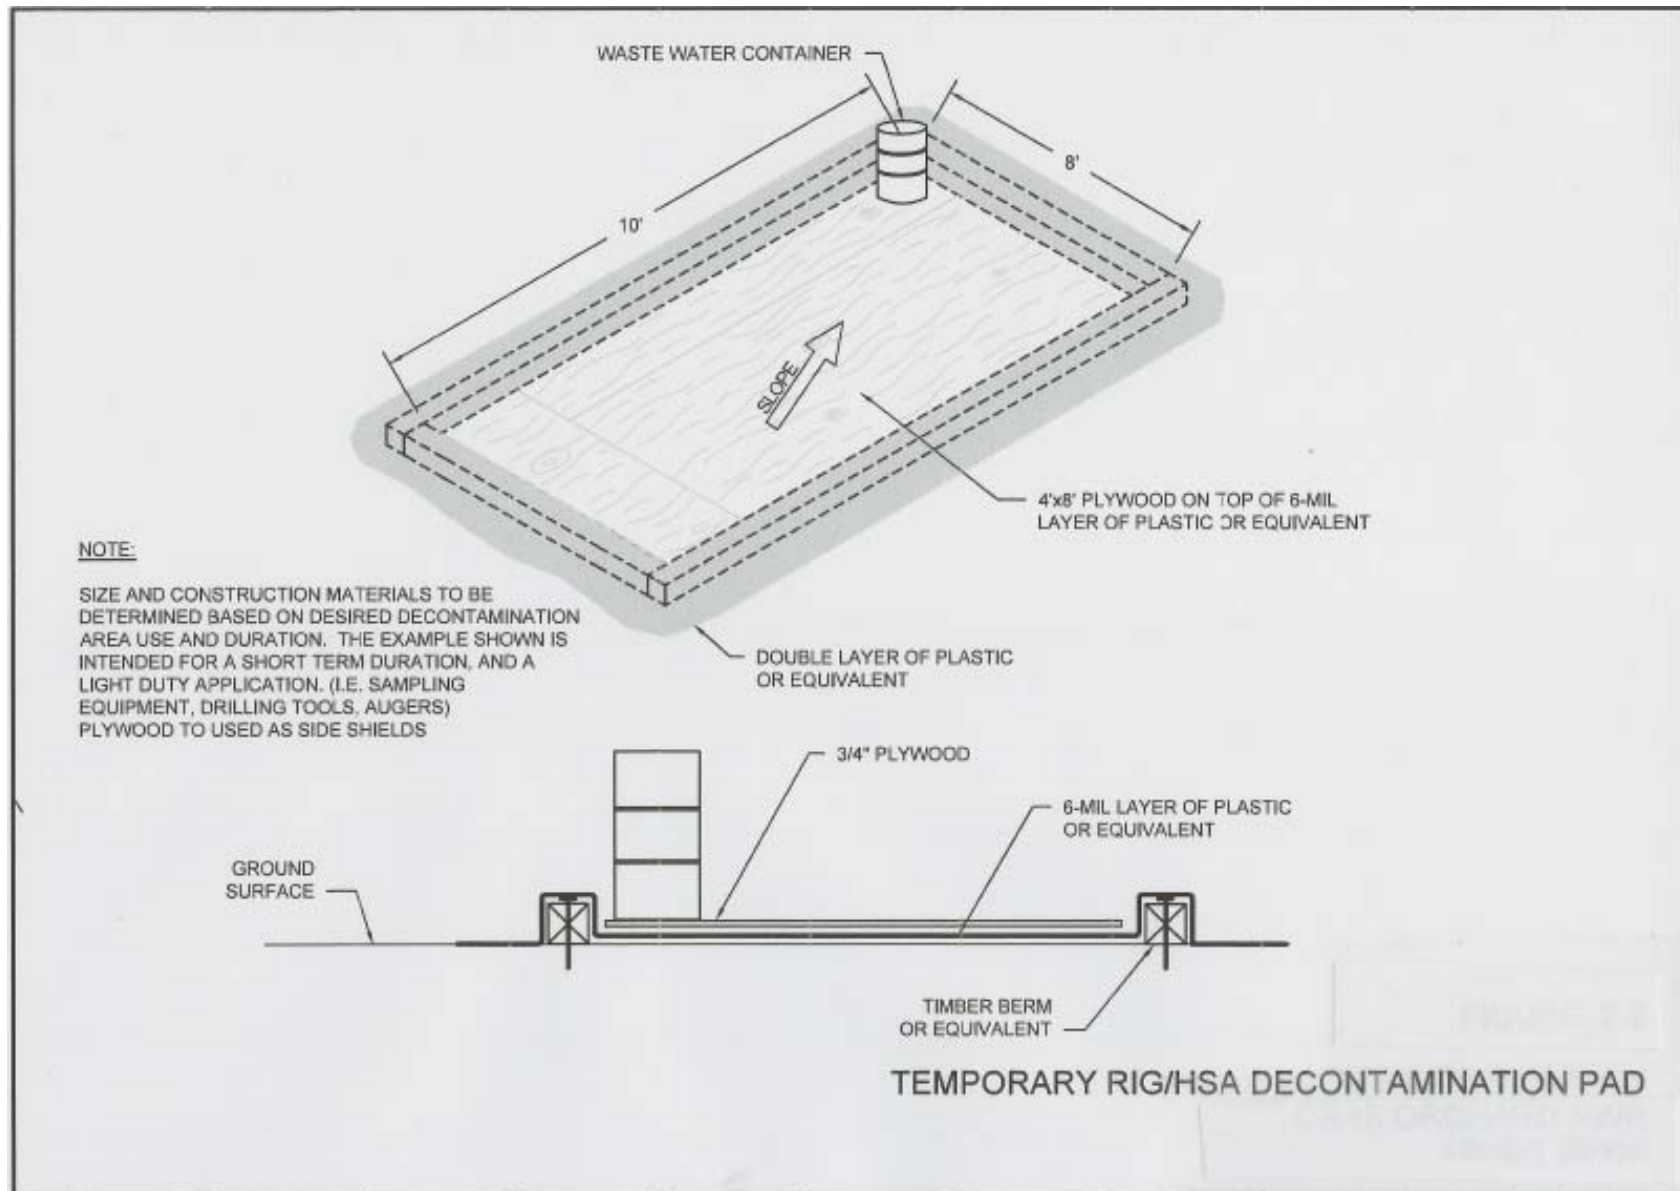 WASTE WATER CONTAINER
10'
8'
SLOPE
4'x8' PLYWOOD ON TOP OF 6-MIL
LAYER OF PLASTIC OR EQUIVALENT
NOTE:
SIZE AND CONSTRUCTION MATERIALS TO BE
DETERMINED BASED ON DESIRED DECONTAMINATION
AREA USE AND DURATION. THE EXAMPLE SHOWN IS
INTENDED FOR A SHORT TERM DURATION, AND A
LIGHT DUTY APPLICATION. (I.E. SAMPLING
EQUIPMENT, DRILLING TOOLS, AUGERS)
PLYWOOD TO USED AS SIDE SHIELDS
DOUBLE LAYER OF PLASTIC
OR EQUIVALENT
3/4" PLYWOOD
6-MIL LAYER OF PLASTIC
OR EQUIVALENT
GROUND
SURFACE
TIMBER BERM
OR EQUIVALENT
TEMPORARY RIG/HSA DECONTAMINATION PAD